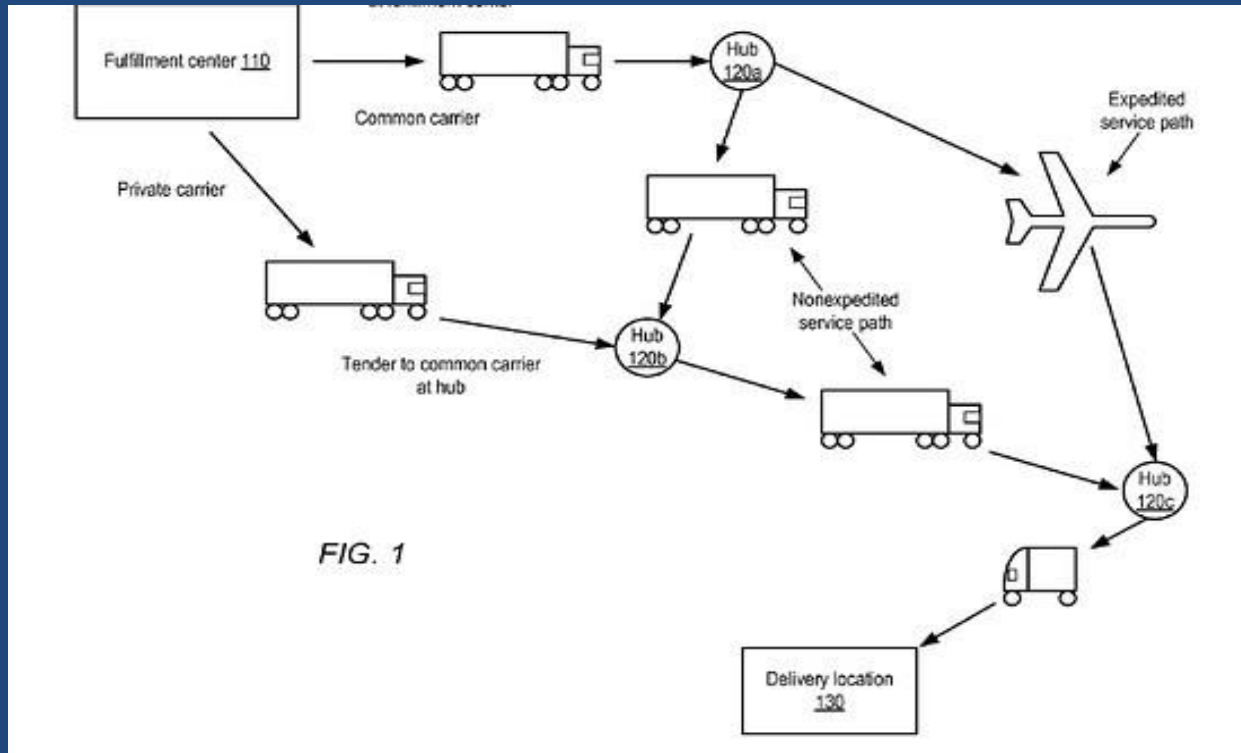 Fulfillment center 110
Hub
120a
Common carrier
Expedited
service path
Private carrier
Nonexpedited
service path
Hub
120b
Tender to common carrier
at hub
Hub
120c
FIG. 1
Delivery location
130